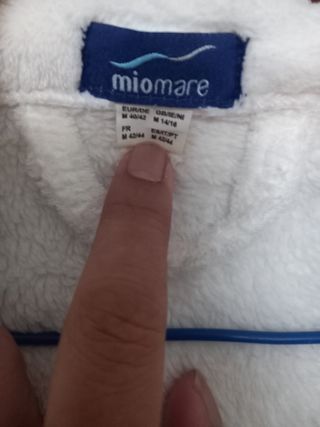 miomare
EUR/DE GB/IE/NI
M 40/42 M 14/16
FR ES/IT/PT
M 42/44 M 42/44